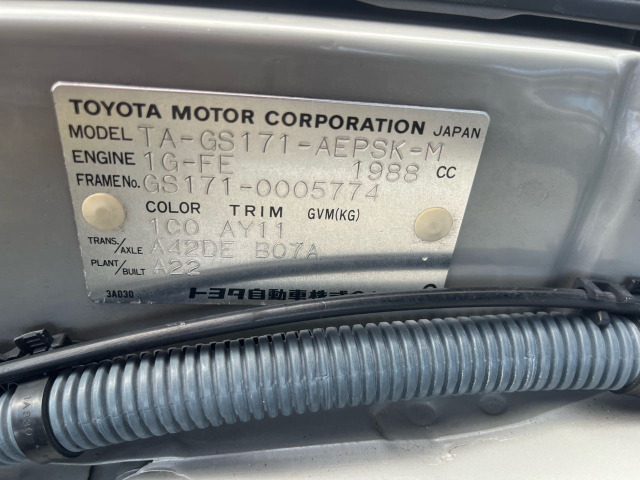 TOYOTA MOTOR CORPORATION JAPAN
MODEL TA-GS171-AEPSK-M
ENGINE 1G-FE 1988 CC
FRAME No. GS171-0005774
COLOR TRIM GVM(KG)
1C0 AY11
TRANS./AXLE A42DE B07A
PLANT/BUILT A22
3A030 トヨタ自動車株式